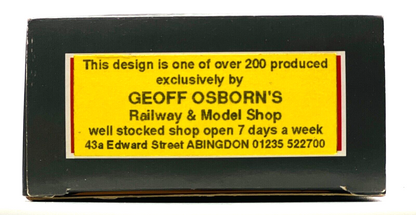 This design is one of over 200 produced
exclusively by
GEOFF OSBORN'S
Railway & Model Shop
well stocked shop open 7 days a week
43a Edward Street ABINGDON 01235 522700